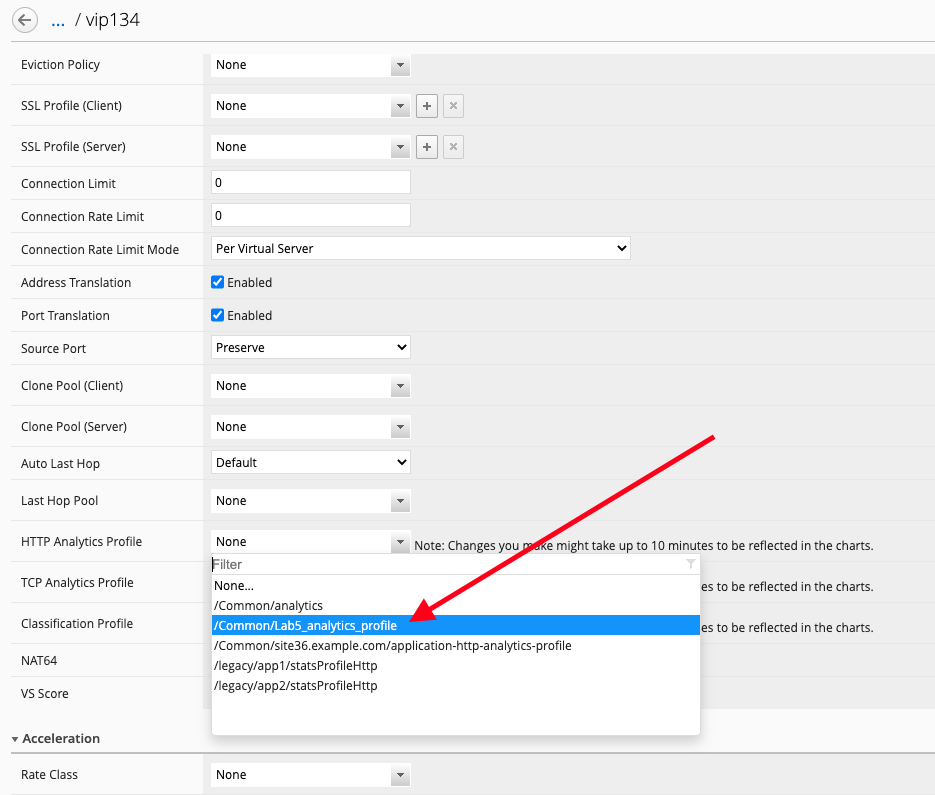 ... / vip134
Eviction Policy None
SSL Profile (Client) None + ×
SSL Profile (Server) None + ×
Connection Limit 0
Connection Rate Limit 0
Connection Rate Limit Mode Per Virtual Server
Address Translation Enabled
Port Translation Enabled
Source Port Preserve
Clone Pool (Client) None
Clone Pool (Server) None
Auto Last Hop Default
Last Hop Pool None
HTTP Analytics Profile None Note: Changes you make might take up to 10 minutes to be reflected in the charts.
Filter
None...
TCP Analytics Profile es to be reflected in the charts.
/Common/analytics
/Common/Lab5_analytics_profile
Classification Profile es to be reflected in the charts.
/Common/site36.example.com/application-http-analytics-profile
NAT64
/legacy/app1/statsProfileHttp
/legacy/app2/statsProfileHttp
VS Score
Acceleration
Rate Class None